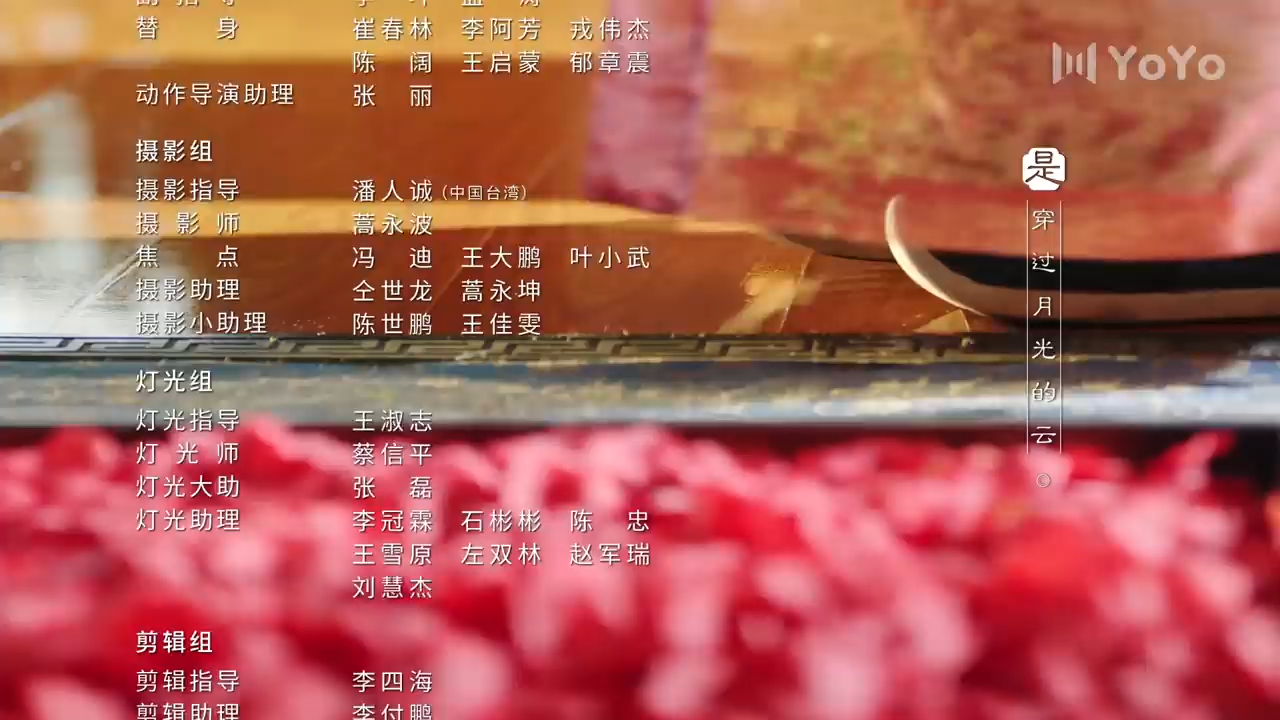 替 身 崔春林 李阿芳 戎伟杰
陈 阔 王启蒙 郁章震
动作导演助理 张 丽
摄影组
摄影指导 潘人诚(中国台湾)
摄影师 蒿永波
焦 点 冯 迪 王大鹏 叶小武
摄影助理 仝世龙 蒿永坤
摄影小助理 陈世鹏 王佳雯
灯光组
灯光指导 王淑志
灯光师 蔡信平
灯光大助 张 磊
灯光助理 李冠霖 石彬彬 陈 忠
王雪原 左双林 赵军瑞
刘慧杰
剪辑组
剪辑指导 李四海
剪辑助理 李付鹏
YoYo
是
穿过月光的云